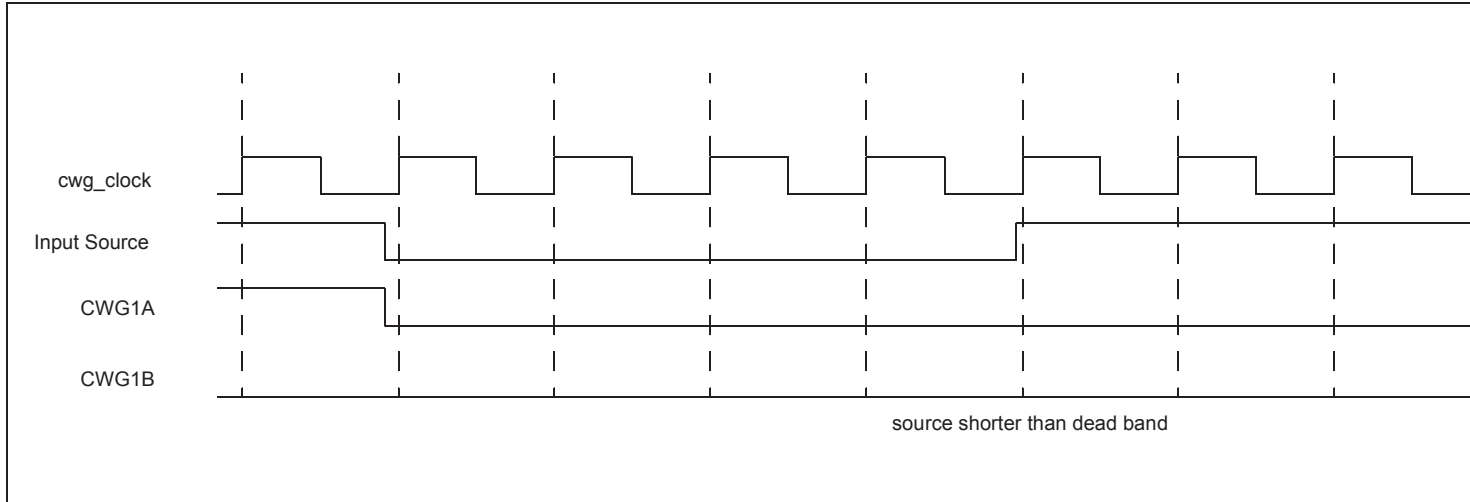 cwg_clock
Input Source
CWG1A
CWG1B
source shorter than dead band